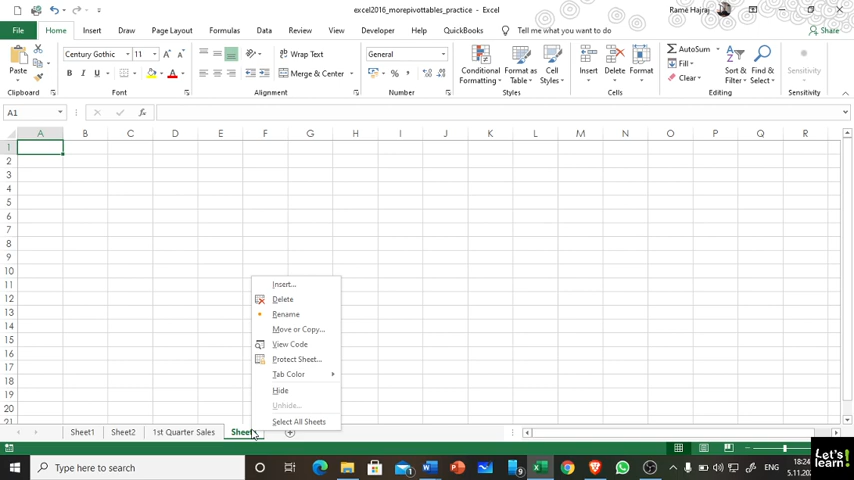 excel2016_morepivottables_practice - Excel
Ramë Hajraj
File Home Insert Draw Page Layout Formulas Data Review View Developer Help QuickBooks Tell me what you want to do Share
Paste
Clipboard
Century Gothic 11
B I U
Font
Wrap Text
Merge & Center
Alignment
General
%
Number
Conditional
Formatting
Format as
Table
Cell
Styles
Styles
Insert Delete Format
Cells
AutoSum
Fill
Clear
Sort &
Filter
Find &
Select
Editing
Sensitivity
Sensitivity
A1
fx
A B C D E F G H I J K L M N O P Q R
1
2
3
4
5
6
7
8
9
10
11
12
13
14
15
16
17
18
19
20
21
Insert...
Delete
Rename
Move or Copy...
View Code
Protect Sheet...
Tab Color
Hide
Unhide...
Select All Sheets
Sheet1 Sheet2 1st Quarter Sales Sheet
Type here to search
ENG
18:24
5.11.
Let's
learn!